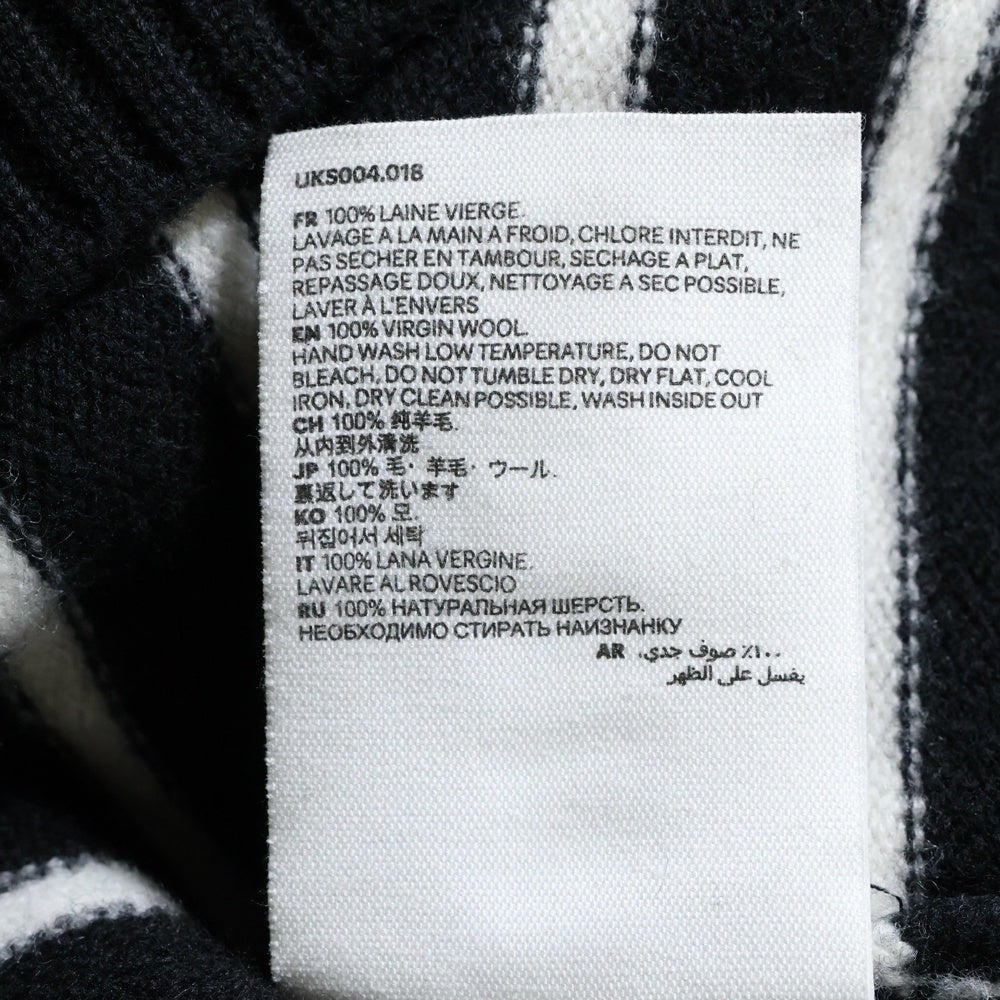 UKS004.018
FR 100% LAINE VIERGE.
LAVAGE A LA MAIN A FROID, CHLORE INTERDIT, NE
PAS SECHER EN TAMBOUR, SECHAGE A PLAT,
REPASSAGE DOUX, NETTOYAGE A SEC POSSIBLE,
LAVER À L'ENVERS
EN 100% VIRGIN WOOL.
HAND WASH LOW TEMPERATURE, DO NOT
BLEACH, DO NOT TUMBLE DRY, DRY FLAT, COOL
IRON, DRY CLEAN POSSIBLE, WASH INSIDE OUT
CH 100% 纯羊毛.
从内到外清洗
JP 100% 毛・羊毛・ウール.
裏返して洗います
KO 100% 모.
뒤집어서 세탁
IT 100% LANA VERGINE.
LAVARE AL ROVESCIO
RU 100% НАТУРАЛЬНАЯ ШЕРСТЬ.
НЕОБХОДИМО СТИРАТЬ НАИЗНАНКУ
AR ١٠٠٪ صوف جدي.
يغسل على الظهر